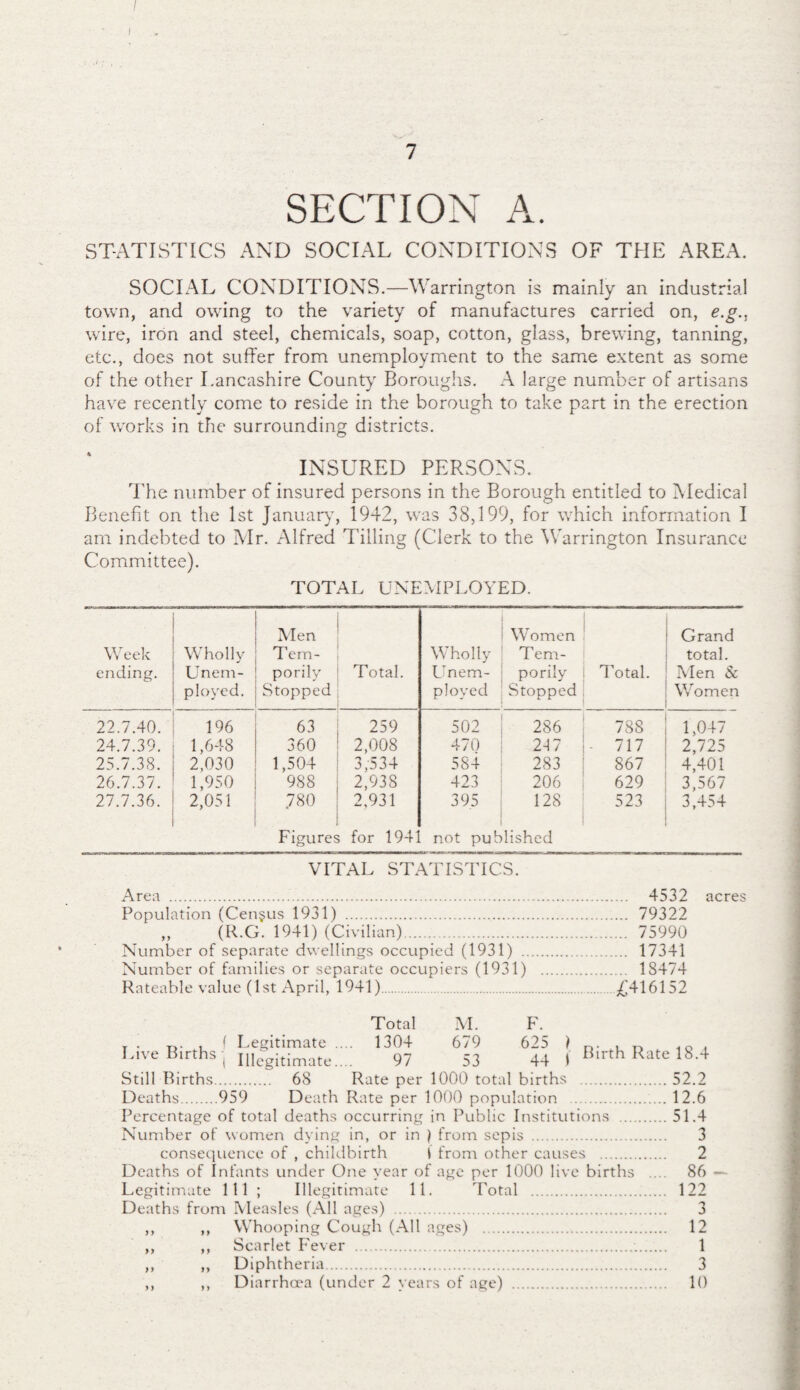 7
SECTION A.
STATISTICS AND SOCIAL CONDITIONS OF THE AREA.
SOCIAL CONDITIONS.—Warrington is mainly an industrial
town, and owing to the variety of manufactures carried on, e.g.,
wire, iron and steel, chemicals, soap, cotton, glass, brewing, tanning,
etc., does not suffer from unemployment to the same extent as some
of the other Lancashire County Boroughs. A large number of artisans
have recently come to reside in the borough to take part in the erection
of works in the surrounding districts.
INSURED PERSONS.
The number of insured persons in the Borough entitled to Medical
Benefit on the 1st January, 1942, was 38,199, for which information I
am indebted to Mr. Alfred Tilling (Clerk to the Warrington Insurance
Committee).
TOTAL UNEMPLOYED.
Men Women Grand
Week Wholly Tem- Wholly Tem- total.
ending. Unem- porily Total. Unem- porily Total. Men &
ployed. Stopped ployed Stopped Women
22.7.40. 196 63 259 502 286 788 1,047
24.7.39. 1,648 360 2,008 470 247 717 2,725
25.7.38. 2,030 1,504 3,534 584 283 867 4,401
26.7.37. 1,950 988 2,938 423 206 629 3,567
27.7.36. 2,051 780 2,931 395 128 523 3,454
Figures for 1941 not published
VITAL STATISTICS.
Area ........ 4532 acres
Population (Census 1931) ........ 79322
,, (R.G. 1941) (Civilian)........ 75990
Number of separate dwellings occupied (1931) ........ 17341
Number of families or separate occupiers (1931) ........ 18474
Rateable value (1st April, 1941)........£416152
Total M. F.
Live Births { Legitimate .... 1304 679 625 } Birth Rate 18.4
{ Illegitimate.... 97 53 44 }
Still Births............ 68 Rate per 1000 total births ........52.2
Deaths........959 Death Rate per 1000 population ........12.6
Percentage of total deaths occurring in Public Institutions ........51.4
Number of women dying in, or in } from sepis ........ 3
consequence of , childbirth { from other causes ........ 2
Deaths of Infants under One year of age per 1000 live births .... 86
Legitimate 111 ; Illegitimate 11. Total ........ 122
Deaths from Measles (All ages) ........ 3
,, ,, Whooping Cough (All ages) ........ 12
,, ,, Scarlet Fever ........ 1
,, ,, Diphtheria........ 3
,, ,, Diarrhœa (under 2 years of age) ........ 10